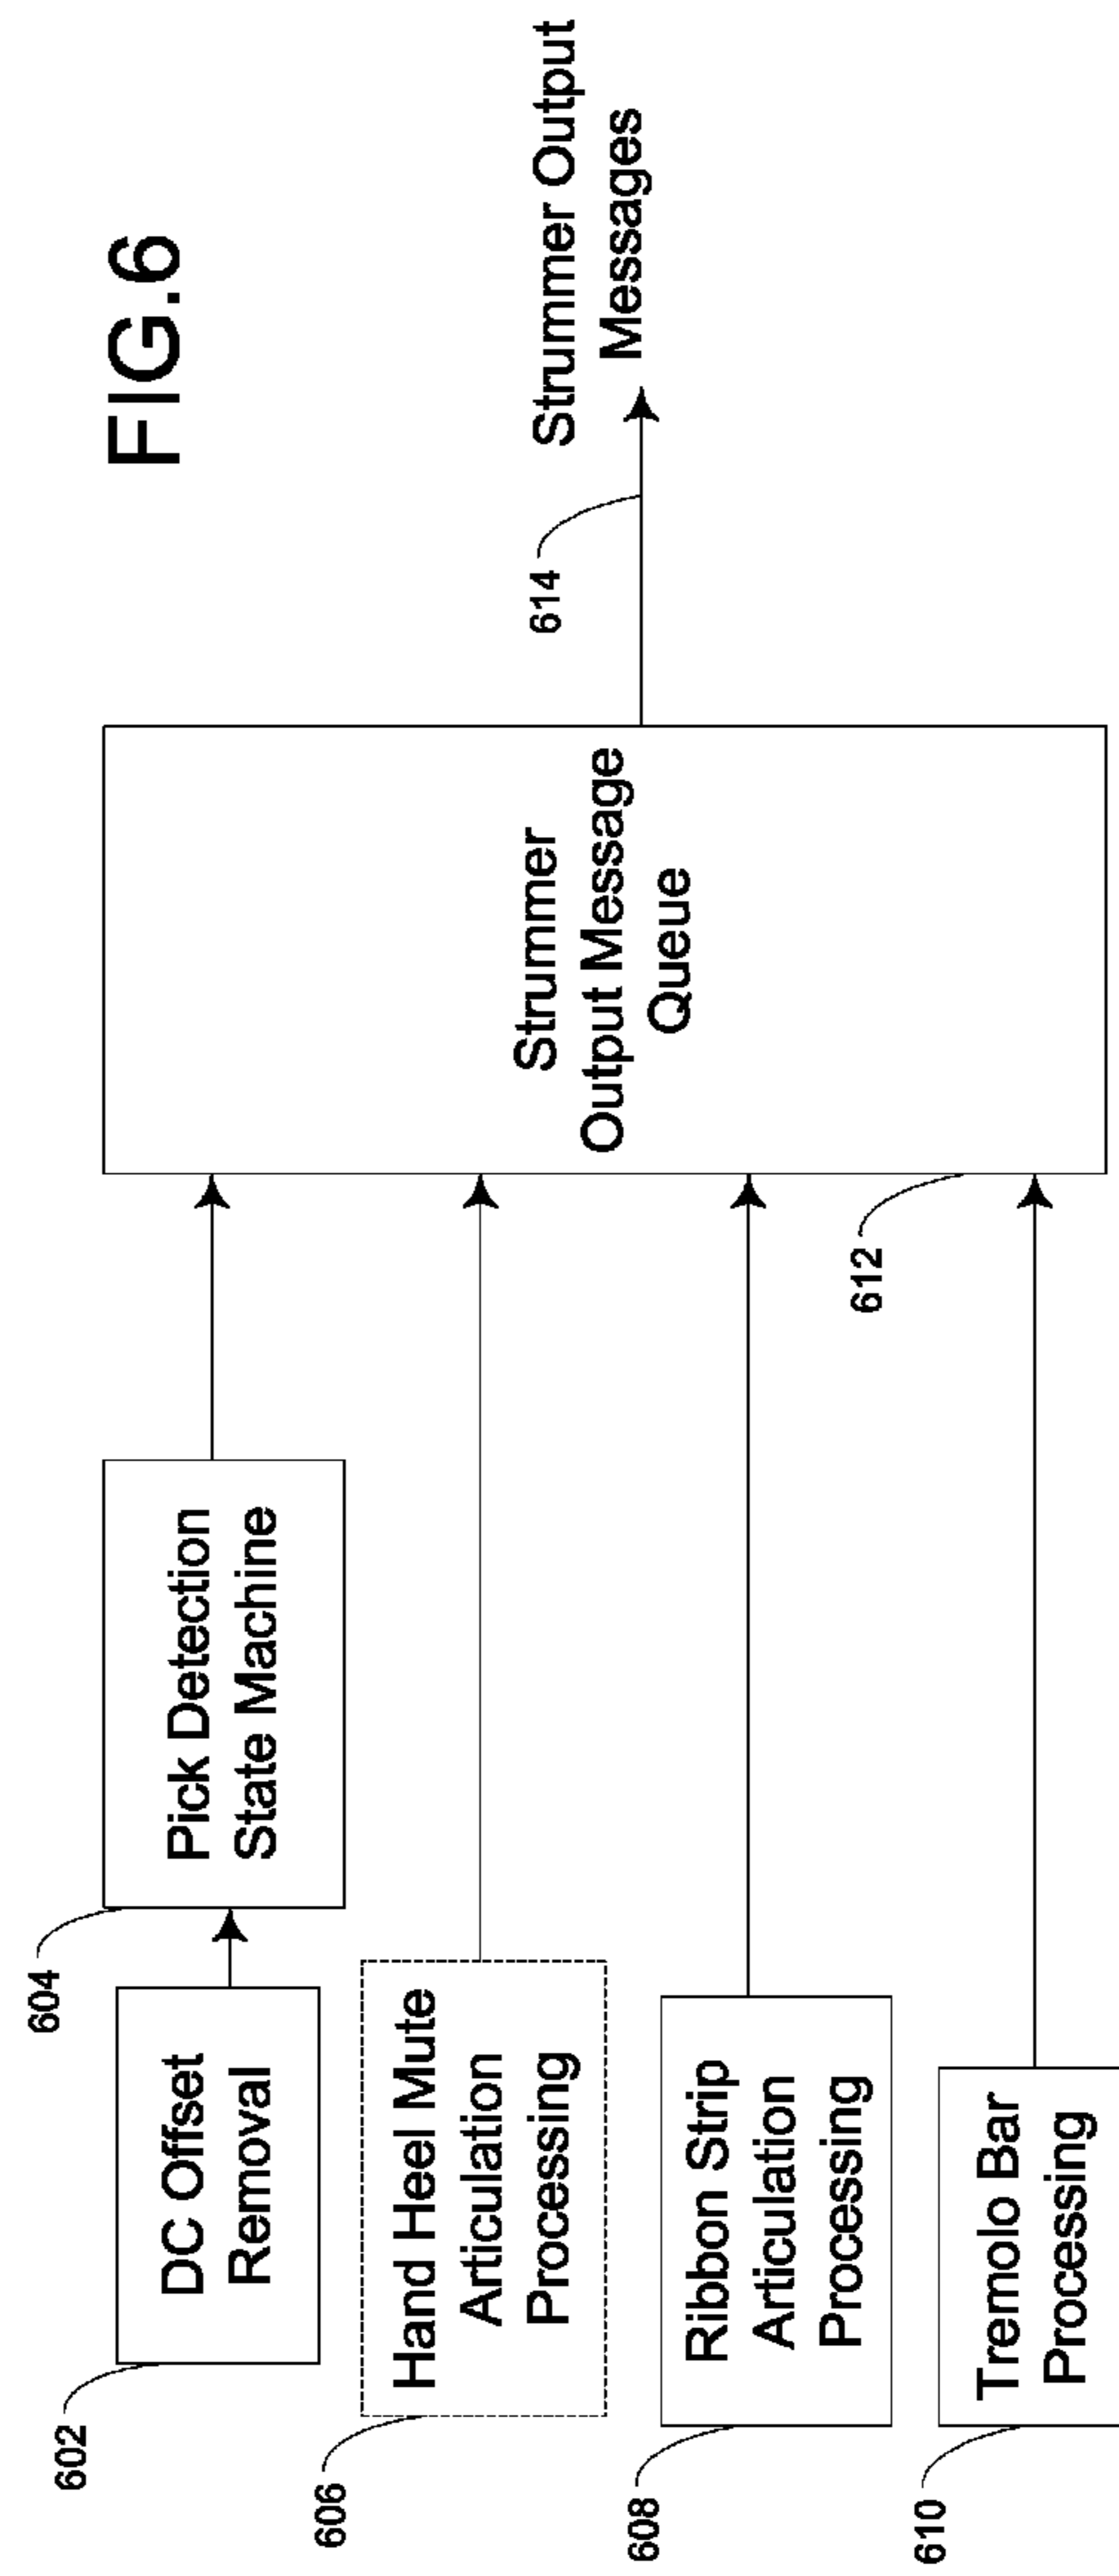 FIG.6
602
DC Offset
Removal
604
Pick Detection
State Machine
606
Hand Heel Mute
Articulation
Processing
608
Ribbon Strip
Articulation
Processing
610
Tremolo Bar
Processing
612
Strummer
Output Message
Queue
614
Strummer Output
Messages